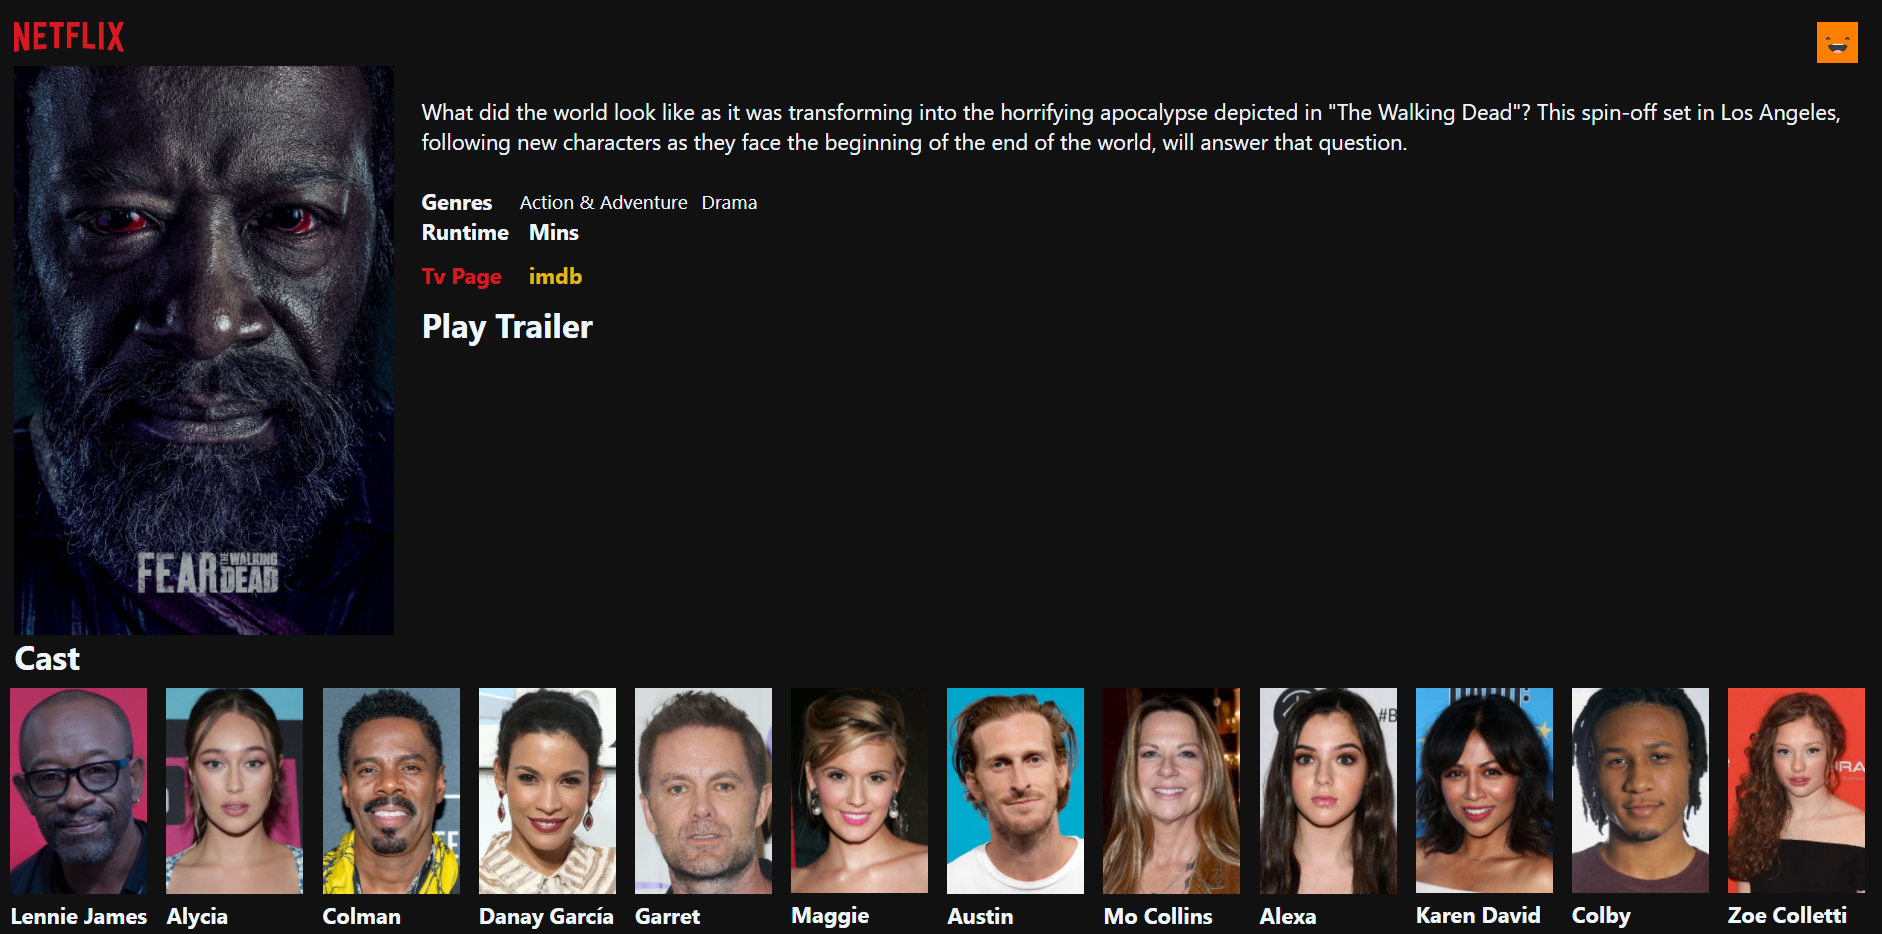 NETFLIX
What did the world look like as it was transforming into the horrifying apocalypse depicted in "The Walking Dead"? This spin-off set in Los Angeles,
following new characters as they face the beginning of the end of the world, will answer that question.
Genres Action & Adventure Drama
Runtime Mins
Tv Page imdb
Play Trailer
FEAR THE WALKING DEAD
Cast
#B
Lennie James Alycia Colman Danay García Garret Maggie Austin Mo Collins Alexa Karen David Colby Zoe Colletti